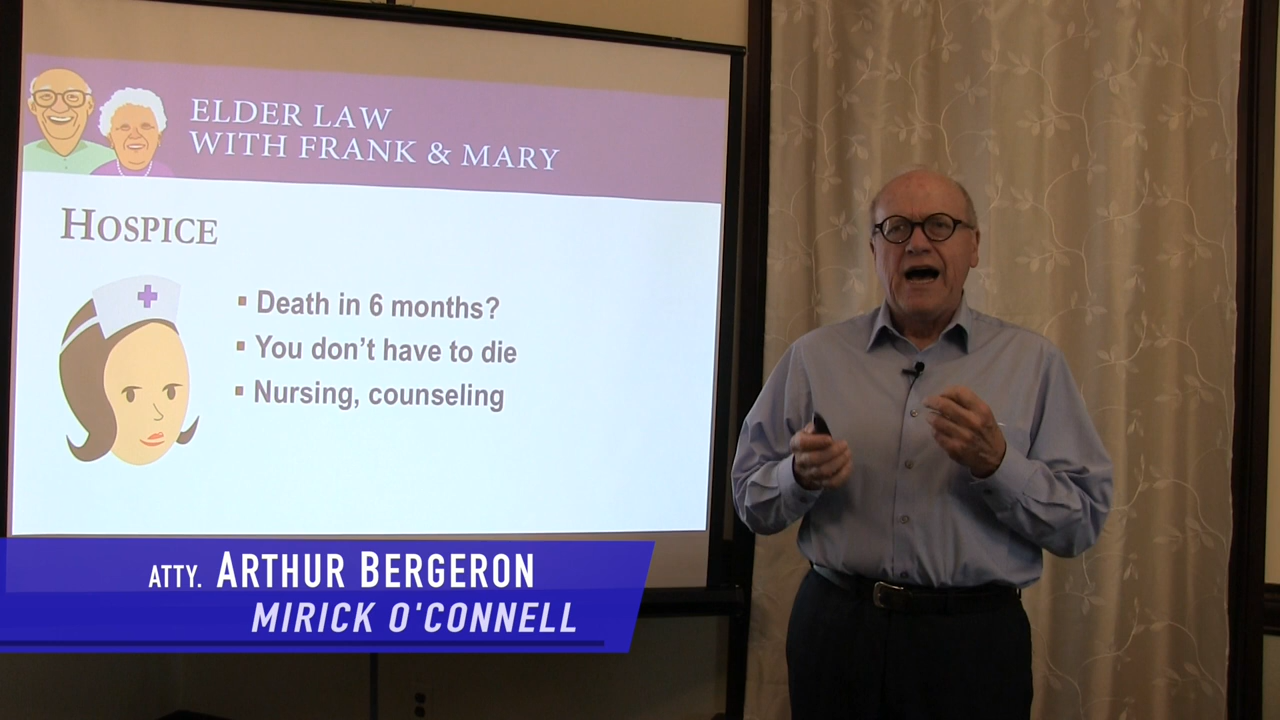 ELDER LAW
WITH FRANK & MARY
HOSPICE
▪ Death in 6 months?
▪ You don't have to die
▪ Nursing, counseling
ATTY. ARTHUR BERGERON
MIRICK O'CONNELL